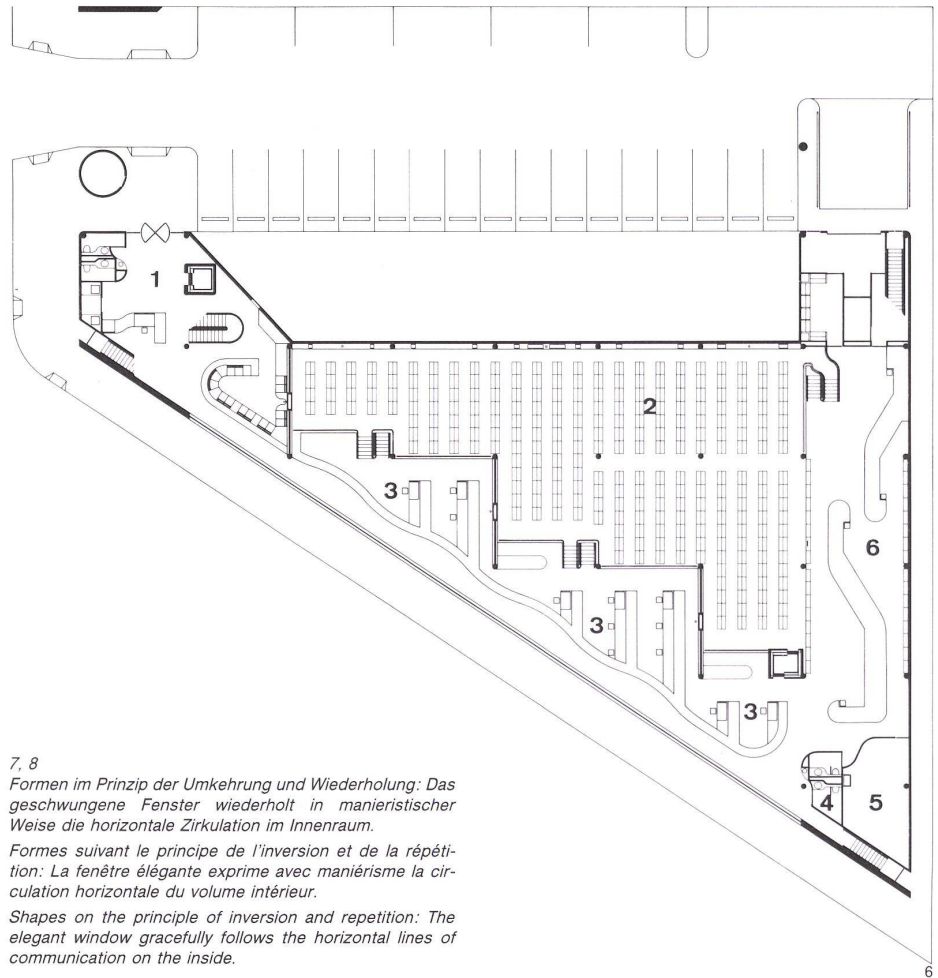 1
2
3
6
3
3
4
5
7, 8
Formen im Prinzip der Umkehrung und Wiederholung: Das
geschwungene Fenster wiederholt in manieristischer
Weise die horizontale Zirkulation im Innenraum.
Formes suivant le principe de l'inversion et de la répéti-
tion: La fenêtre élégante exprime avec maniérisme la cir-
culation horizontale du volume intérieur.
Shapes on the principle of inversion and repetition: The
elegant window gracefully follows the horizontal lines of
communication on the inside.
6